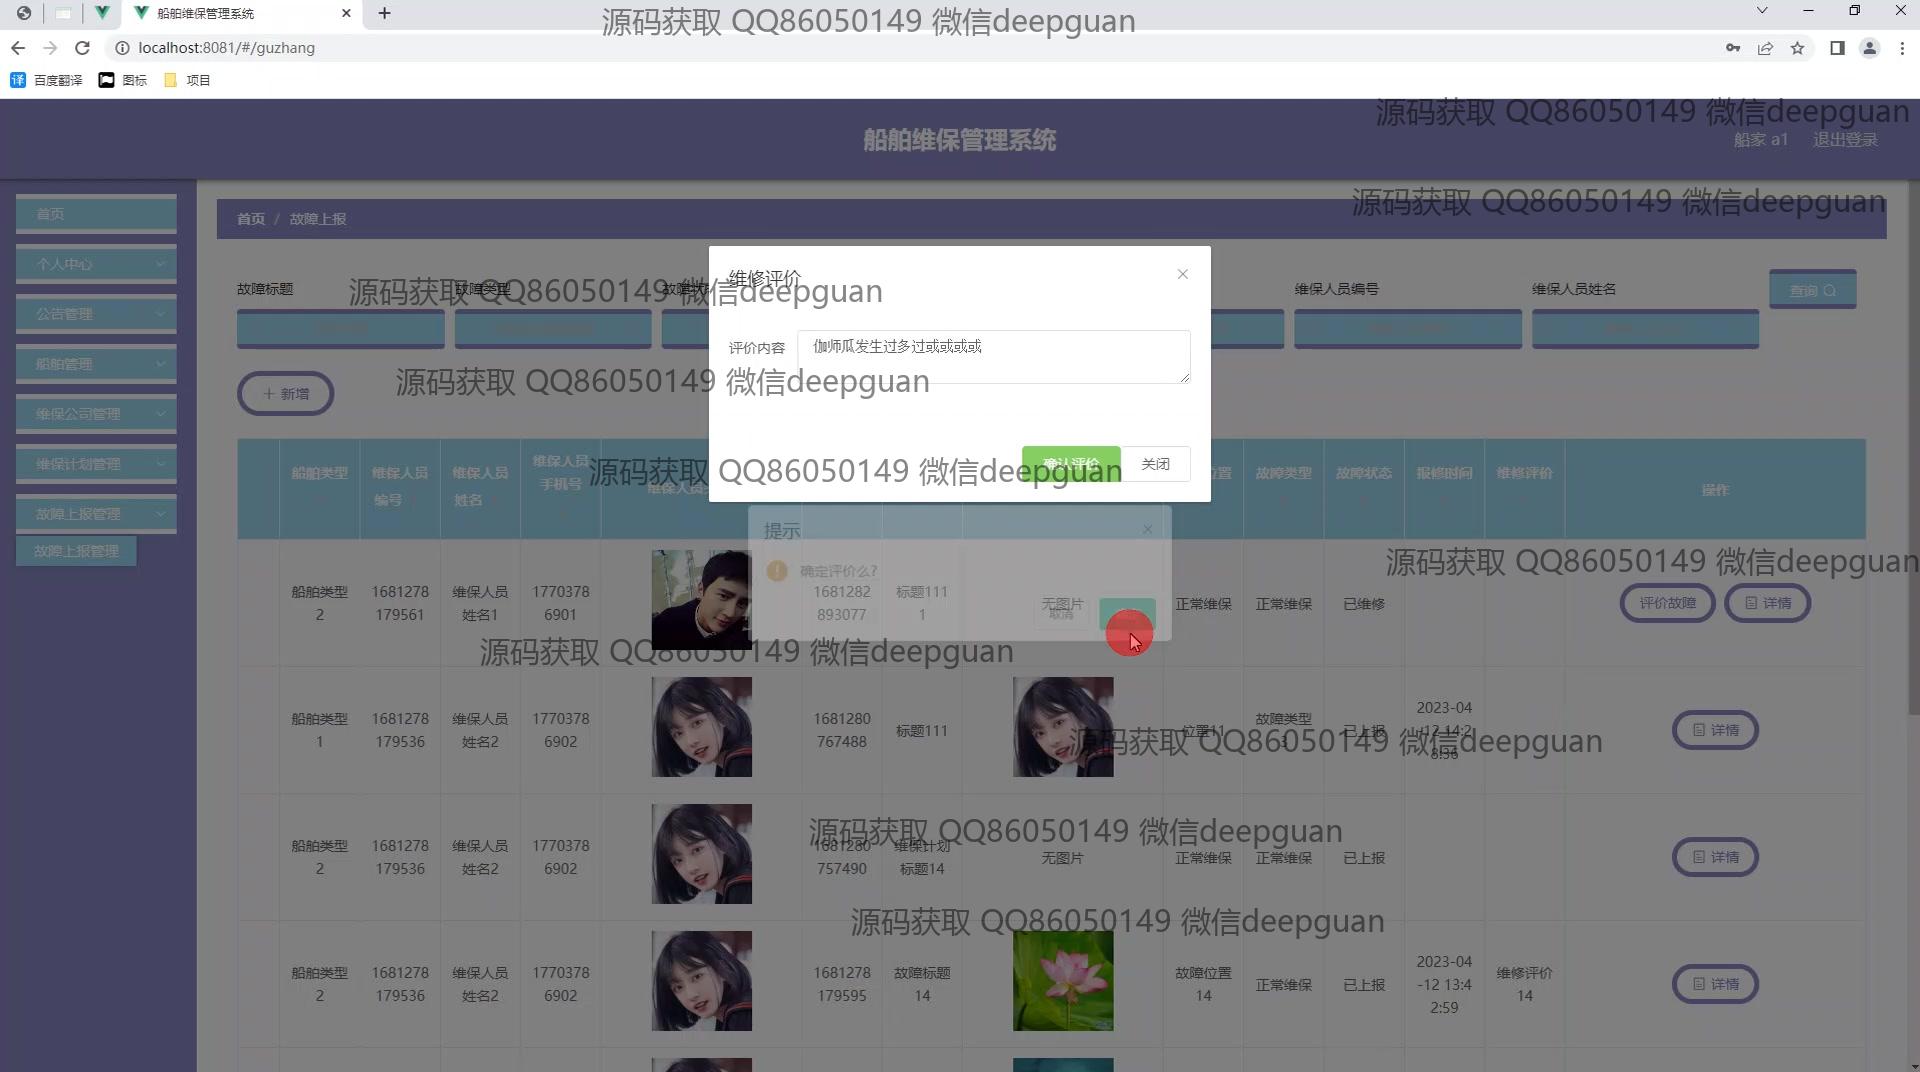 船舶维保管理系统
localhost:8081/#/guzhang
译 百度翻译 图标 项目
源码获取 QQ86050149 微信deepguan
船舶维保管理系统
源码获取 QQ86050149 微信deepguan
船家 a1 退出登录
首页
个人中心
公告管理
船舶管理
维保公司管理
维保计划管理
故障上报管理
故障上报管理
首页 / 故障上报
源码获取 QQ86050149 微信deepguan
故障标题 故障类型 维保人员编号 维保人员姓名 查询
源码获取 QQ86050149 微信deepguan
+ 新增
源码获取 QQ86050149 微信deepguan
维修评价
评价内容 伽师瓜发生过多过或或或或
确认评价 关闭
源码获取 QQ86050149 微信deepguan
提示
确定评价么?
取消
船舶类型 维保人员编号 维保人员姓名 维保人员手机号 故障类型 故障状态 报修时间 维修评价 操作
源码获取 QQ86050149 微信deepguan
船舶类型2 1681278179561 维保人员姓名1 17703786901 1681282893077 标题1111 无图片 正常维保 正常维保 已维修 评价故障 详情
源码获取 QQ86050149 微信deepguan
船舶类型1 1681278179536 维保人员姓名2 17703786902 1681280767488 标题111 位置11 故障类型 已上报 2023-04-12 14:28:36 详情
源码获取 QQ86050149 微信deepguan
船舶类型2 1681278179536 维保人员姓名2 17703786902 1681280757490 维保计划标题14 无图片 正常维保 正常维保 已上报 详情
源码获取 QQ86050149 微信deepguan
源码获取 QQ86050149 微信deepguan
船舶类型2 1681278179536 维保人员姓名2 17703786902 1681278179595 故障标题14 故障位置14 正常维保 已上报 2023-04-12 13:42:59 维修评价14 详情